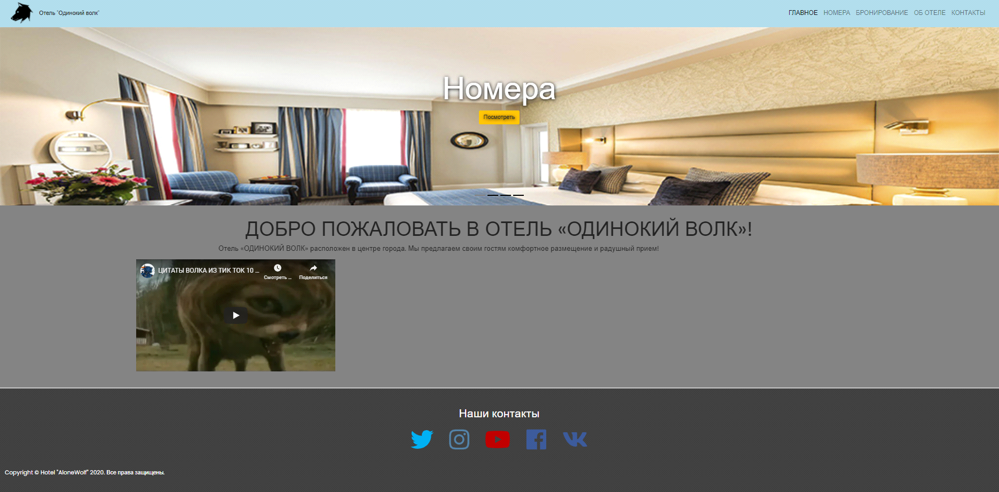 Отель "Одинокий волк"
ГЛАВНОЕ НОМЕРА БРОНИРОВАНИЕ ОБ ОТЕЛЕ КОНТАКТЫ
Номера
Посмотреть
ДОБРО ПОЖАЛОВАТЬ В ОТЕЛЬ «ОДИНОКИЙ ВОЛК»!
Отель «ОДИНОКИЙ ВОЛК» расположен в центре города. Мы предлагаем своим гостям комфортное размещение и радушный прием!
ЦИТАТЫ ВОЛКА ИЗ ТИК ТОК 10 ...
Смотреть ... Поделиться
Наши контакты
Copyright © Hotel "AloneWolf" 2020. Все права защищены.